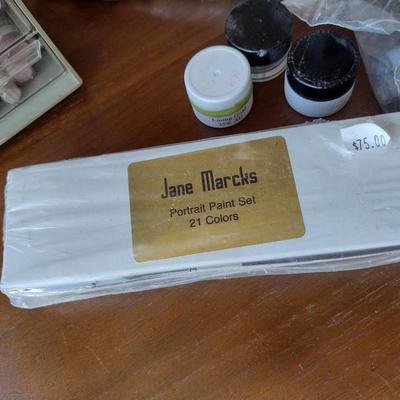 $75.00
Jane Marcks
Portrait Paint Set
21 Colors